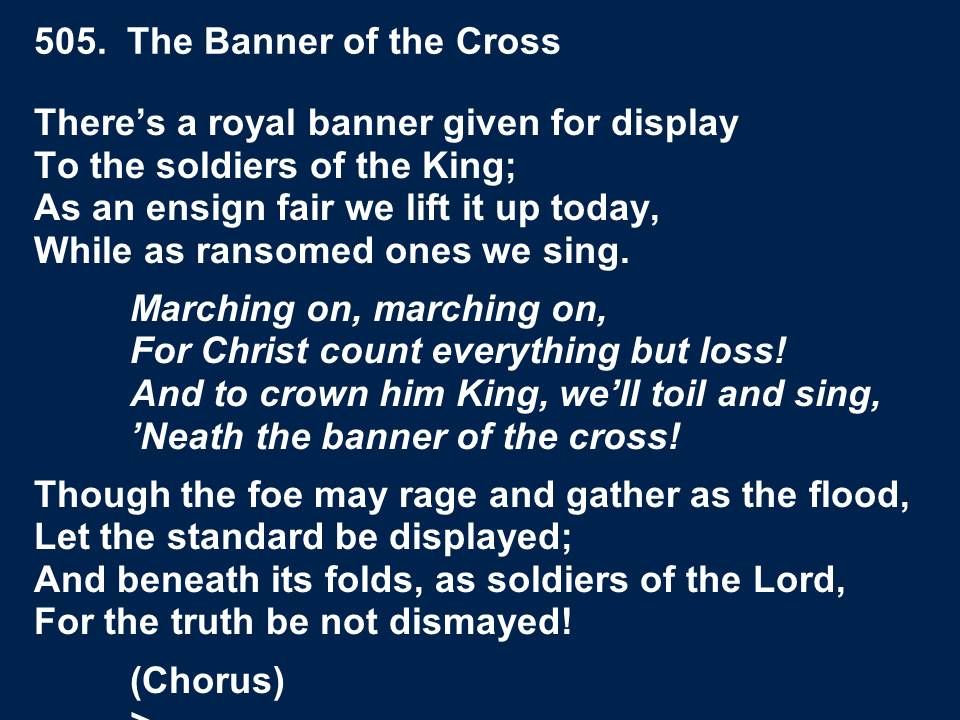 505.  The Banner of the Cross
There’s a royal banner given for display
To the soldiers of the King;
As an ensign fair we lift it up today,
While as ransomed ones we sing.
Marching on, marching on,
For Christ count everything but loss!
And to crown him King, we’ll toil and sing,
’Neath the banner of the cross!
Though the foe may rage and gather as the flood,
Let the standard be displayed;
And beneath its folds, as soldiers of the Lord,
For the truth be not dismayed!
(Chorus)
>